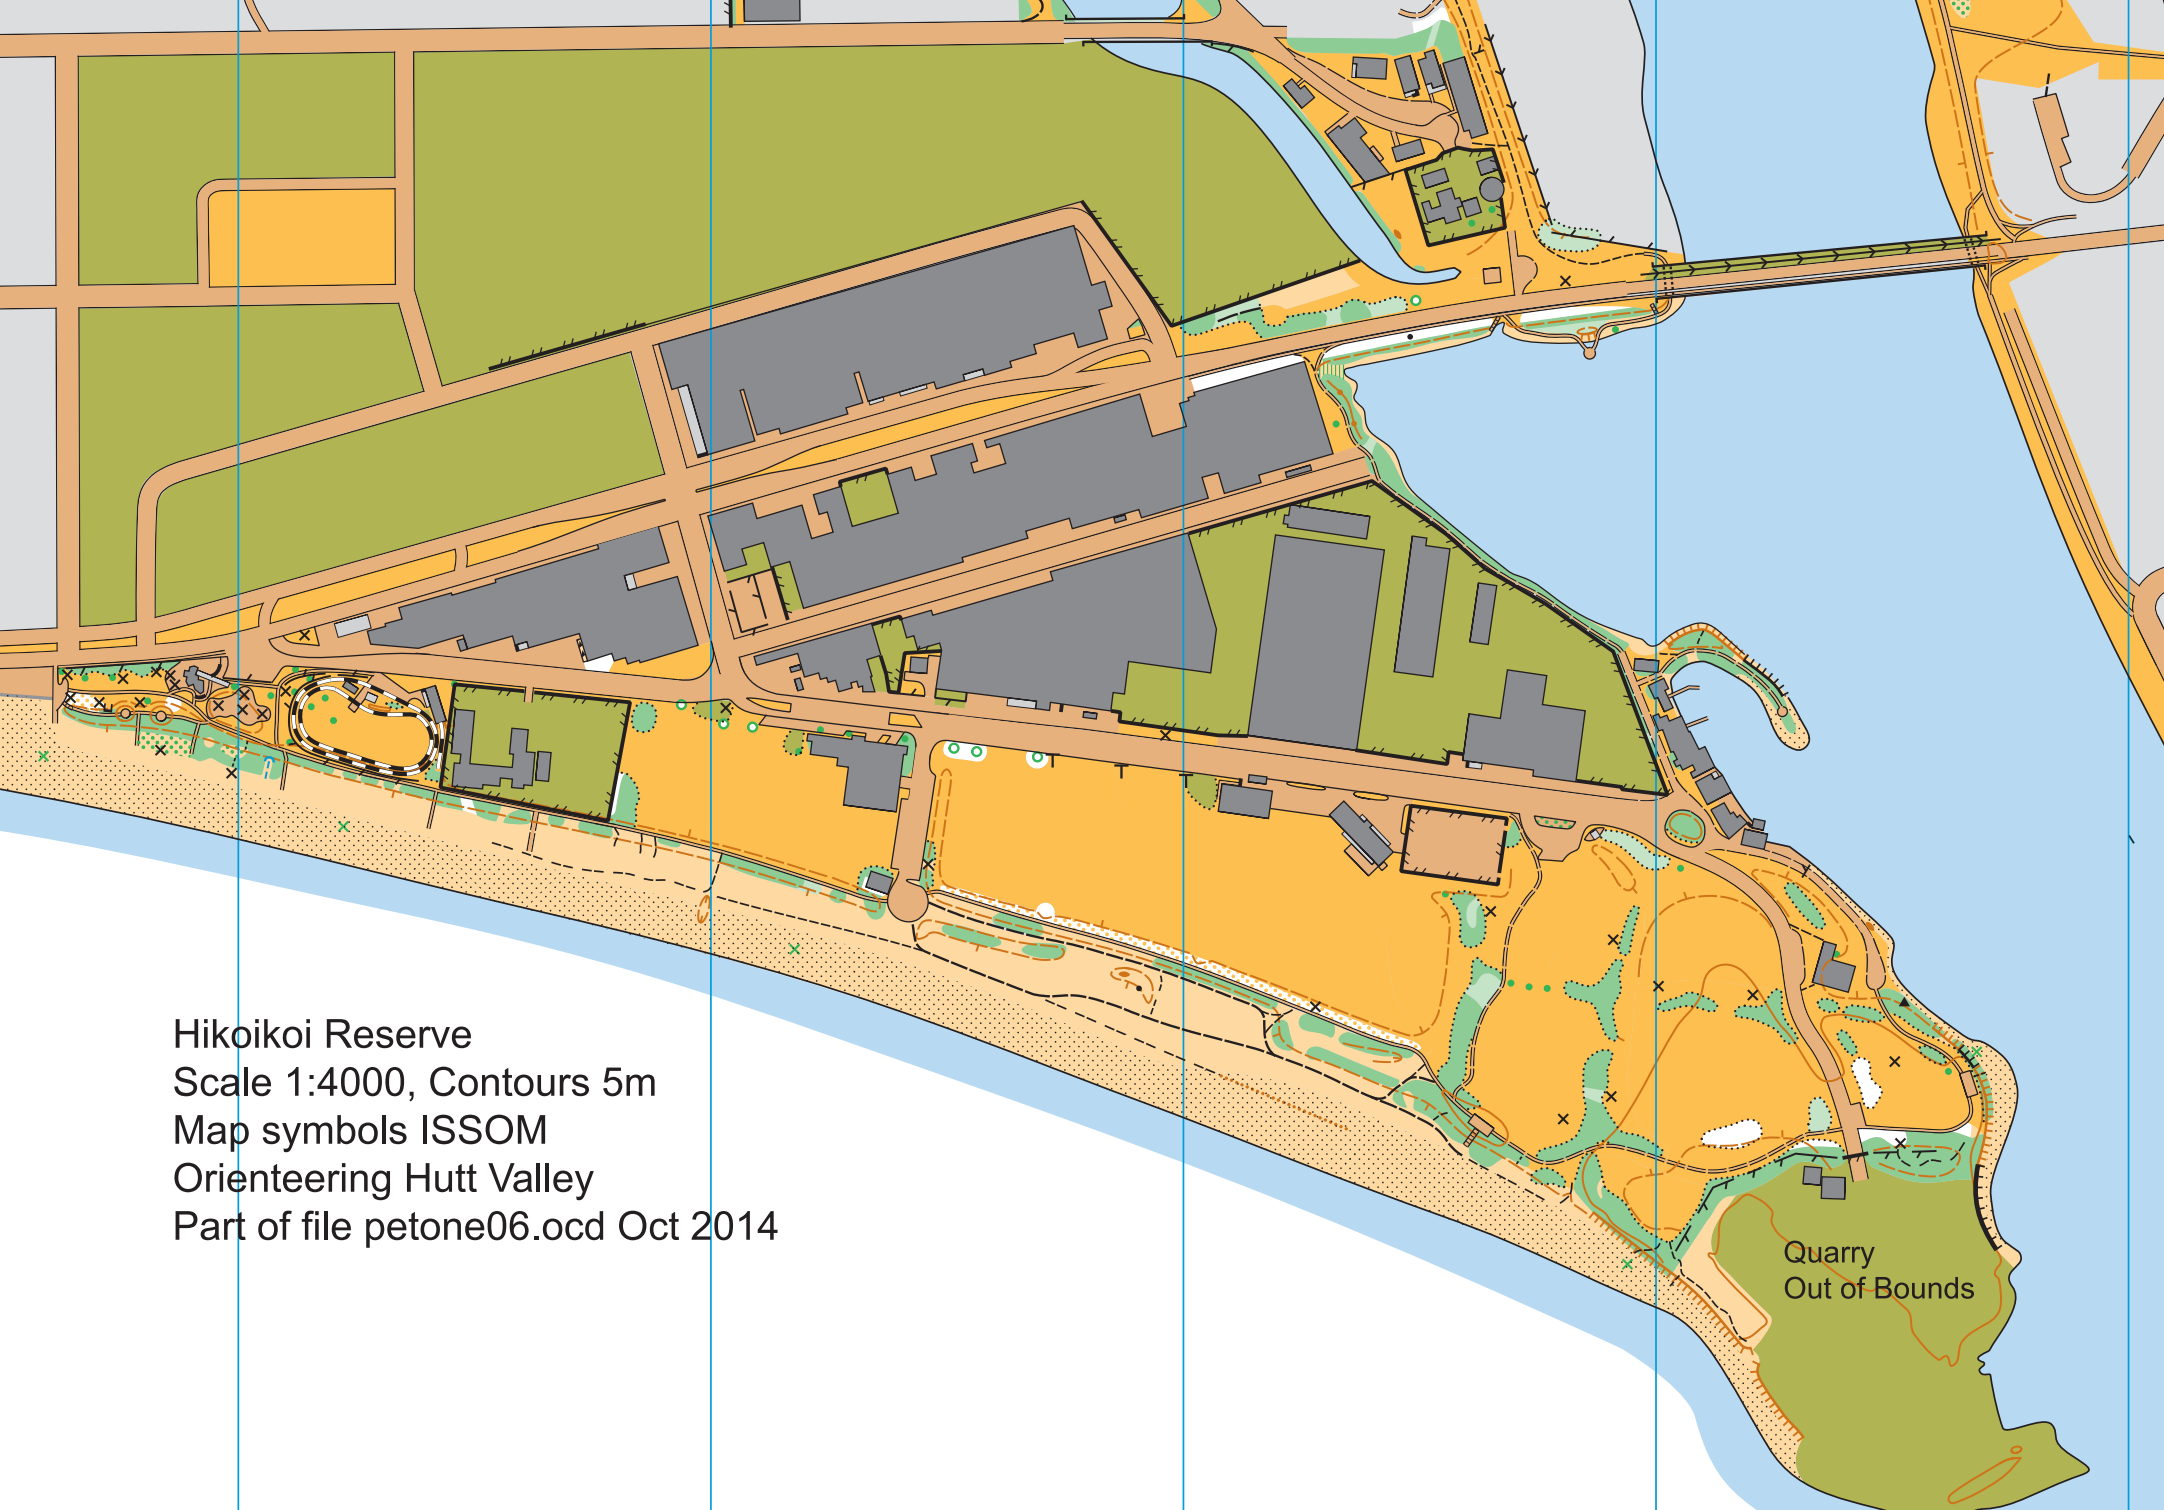 Hikoikoi Reserve
Scale 1:4000, Contours 5m
Map symbols ISSOM
Orienteering Hutt Valley
Part of file petone06.ocd Oct 2014
Quarry
Out of Bounds